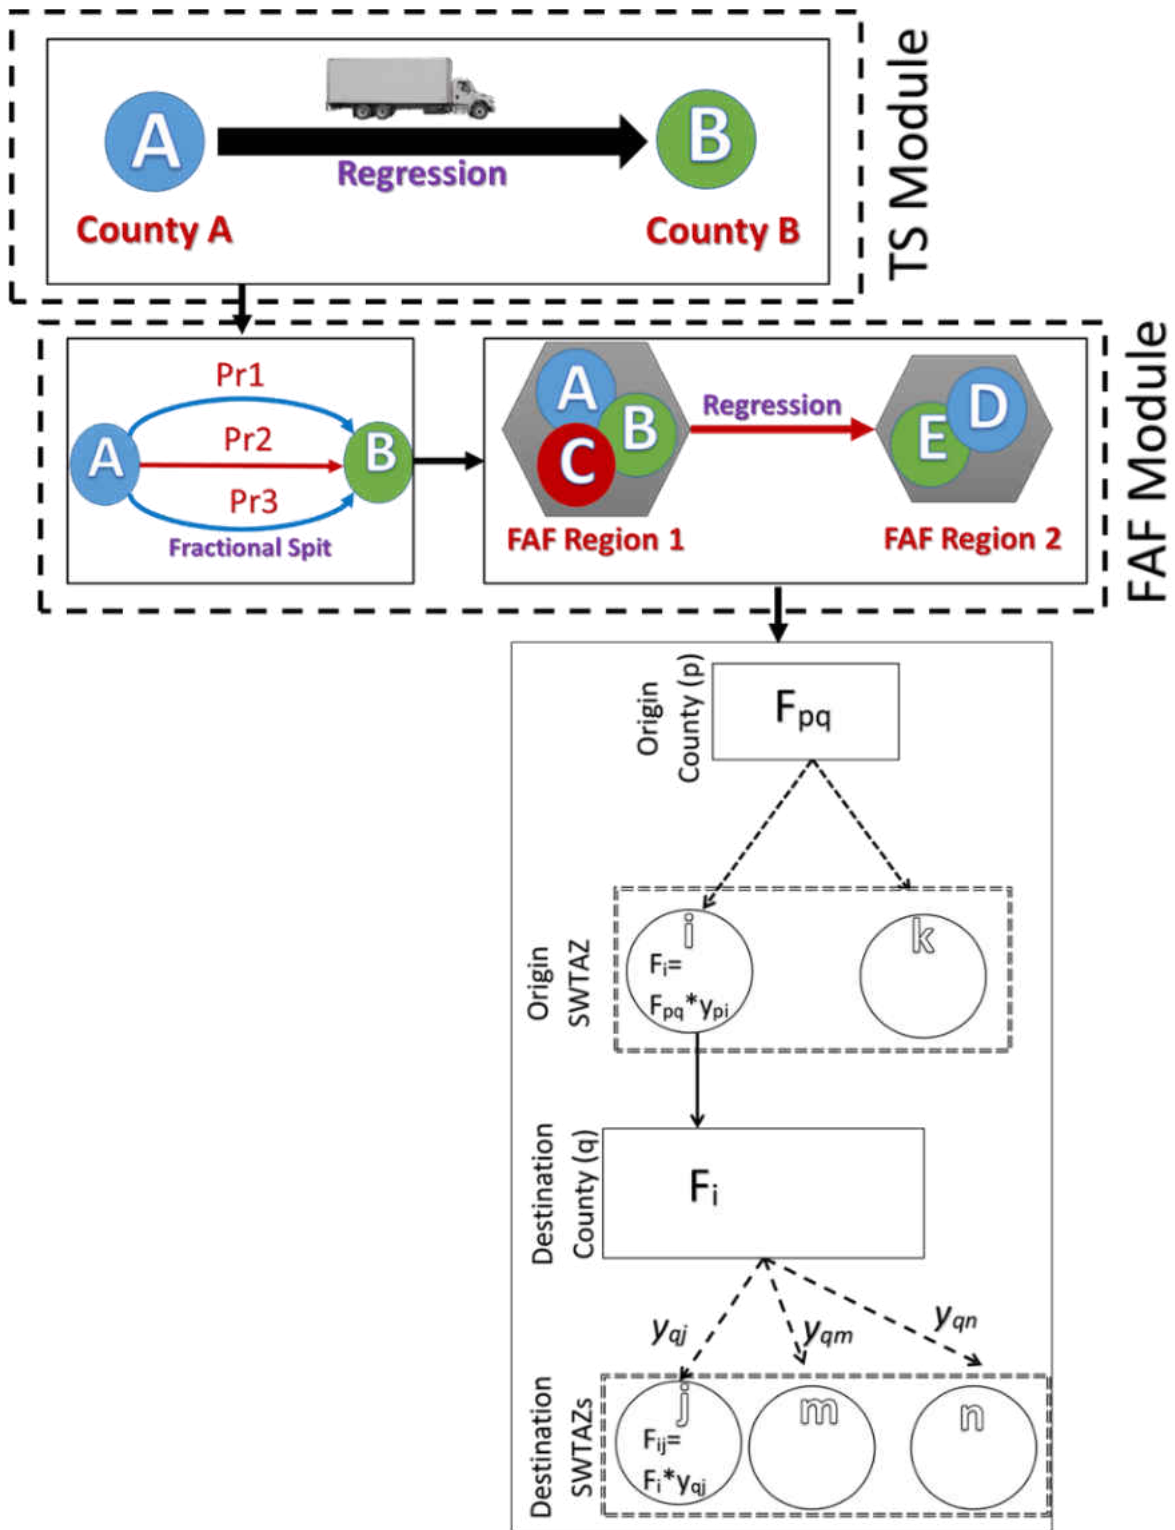 A
B
Regression
County A
County B
TS Module
Pr1
Pr2
Pr3
A
B
Fractional Spit
A
B
C
Regression
E
D
FAF Region 1
FAF Region 2
FAF Module
Origin
County (p)
Fpq
Origin
SWTAZ
i
Fi=
Fpq*ypi
k
Destination
County (q)
Fi
yqj
yqm
yqn
Destination
SWTAZs
j
Fij=
Fi*yqj
m
n